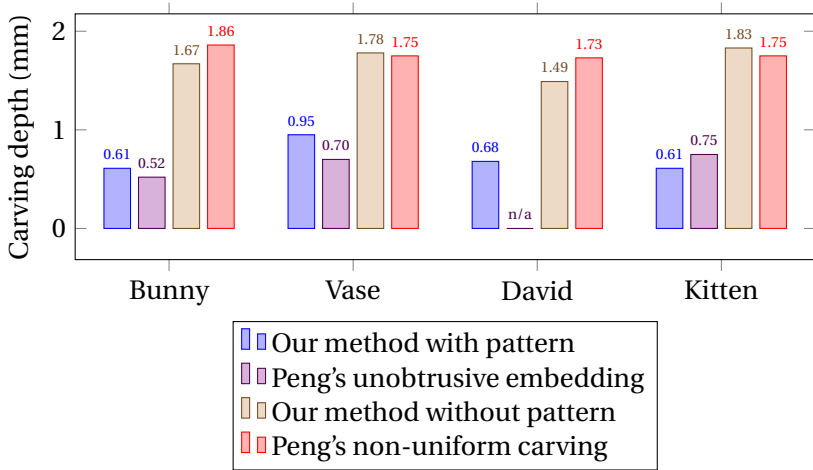 Carving depth (mm)
2
1
0
0.61
0.52
1.67
1.86
0.95
0.70
1.78
1.75
0.68
n/a
1.49
1.73
0.61
0.75
1.83
1.75
Bunny
Vase
David
Kitten
Our method with pattern
Peng's unobtrusive embedding
Our method without pattern
Peng's non-uniform carving